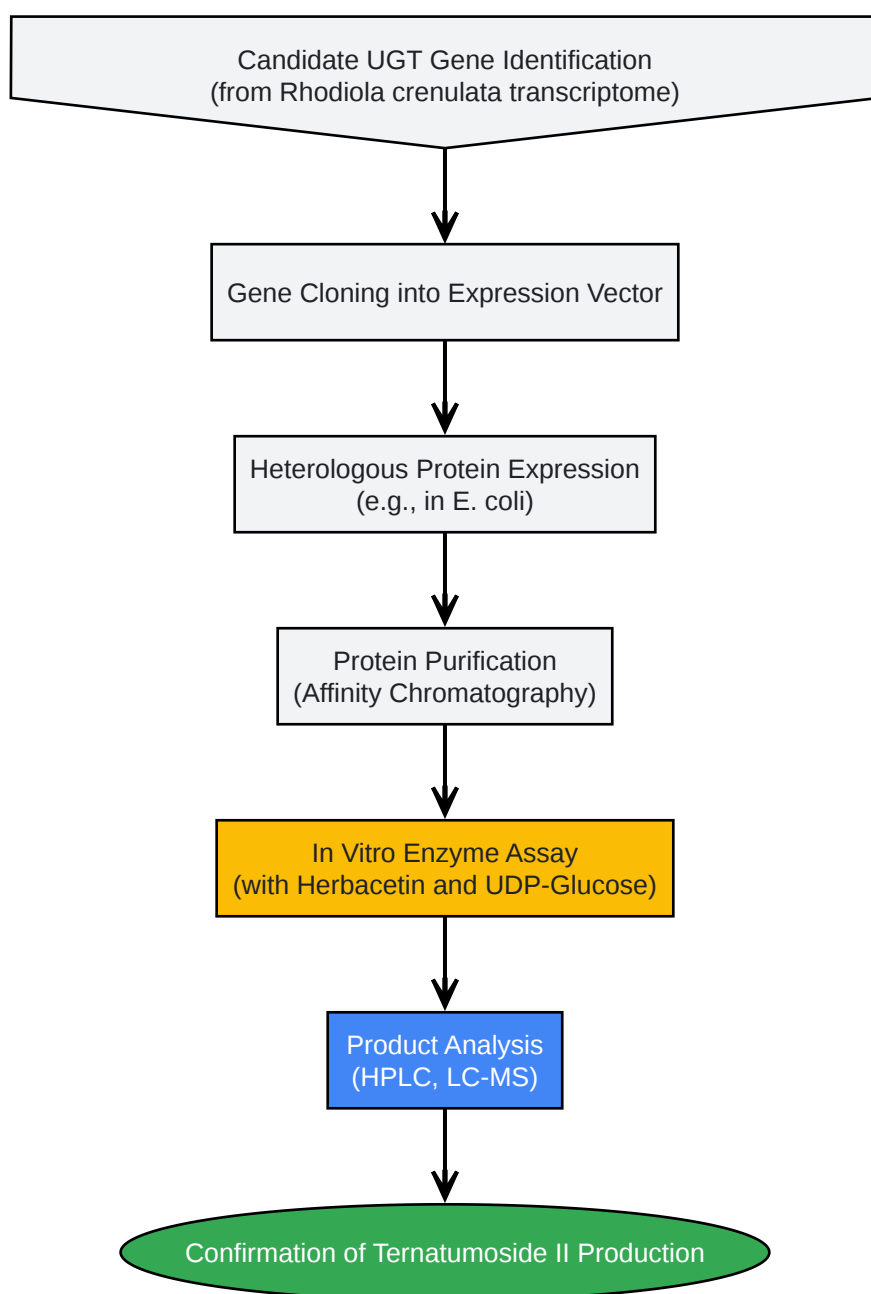 Candidate UGT Gene Identification
(from Rhodiola crenulata transcriptome)
Gene Cloning into Expression Vector
Heterologous Protein Expression
(e.g., in E. coli)
Protein Purification
(Affinity Chromatography)
In Vitro Enzyme Assay
(with Herbacetin and UDP-Glucose)
Product Analysis
(HPLC, LC-MS)
Confirmation of Ternatumoside II Production